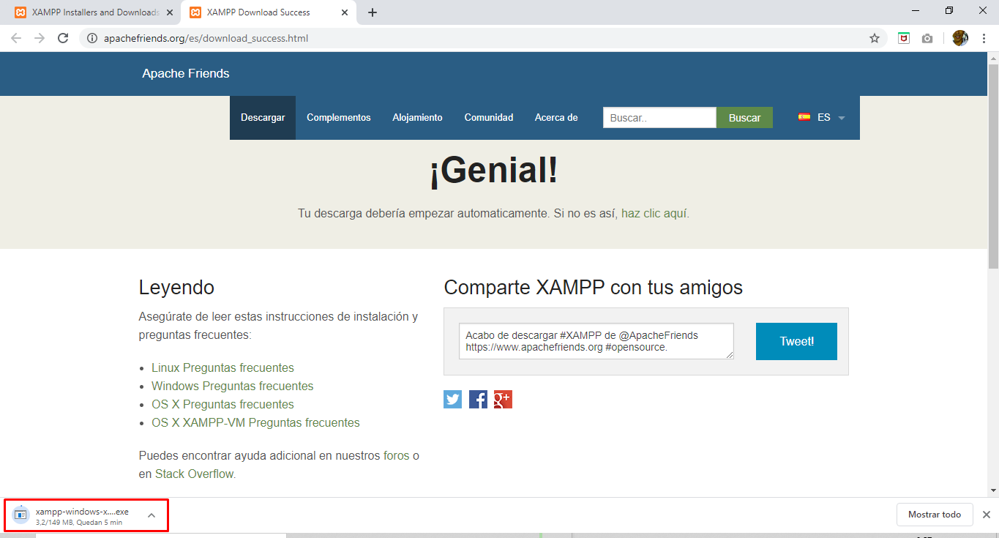 XAMPP Installers and Downloads
XAMPP Download Success
apachefriends.org/es/download_success.html
Apache Friends
Descargar
Complementos
Alojamiento
Comunidad
Acerca de
Buscar..
Buscar
ES
¡Genial!
Tu descarga debería empezar automaticamente. Si no es así, haz clic aquí.
Leyendo
Asegúrate de leer estas instrucciones de instalación y
preguntas frecuentes:
Linux Preguntas frecuentes
Windows Preguntas frecuentes
OS X Preguntas frecuentes
OS X XAMPP-VM Preguntas frecuentes
Puedes encontrar ayuda adicional en nuestros foros o
en Stack Overflow.
Comparte XAMPP con tus amigos
Acabo de descargar #XAMPP de @ApacheFriends
https://www.apachefriends.org #opensource.
Tweet!
xampp-windows-x....exe
3,2/149 MB, Quedan 5 min
Mostrar todo